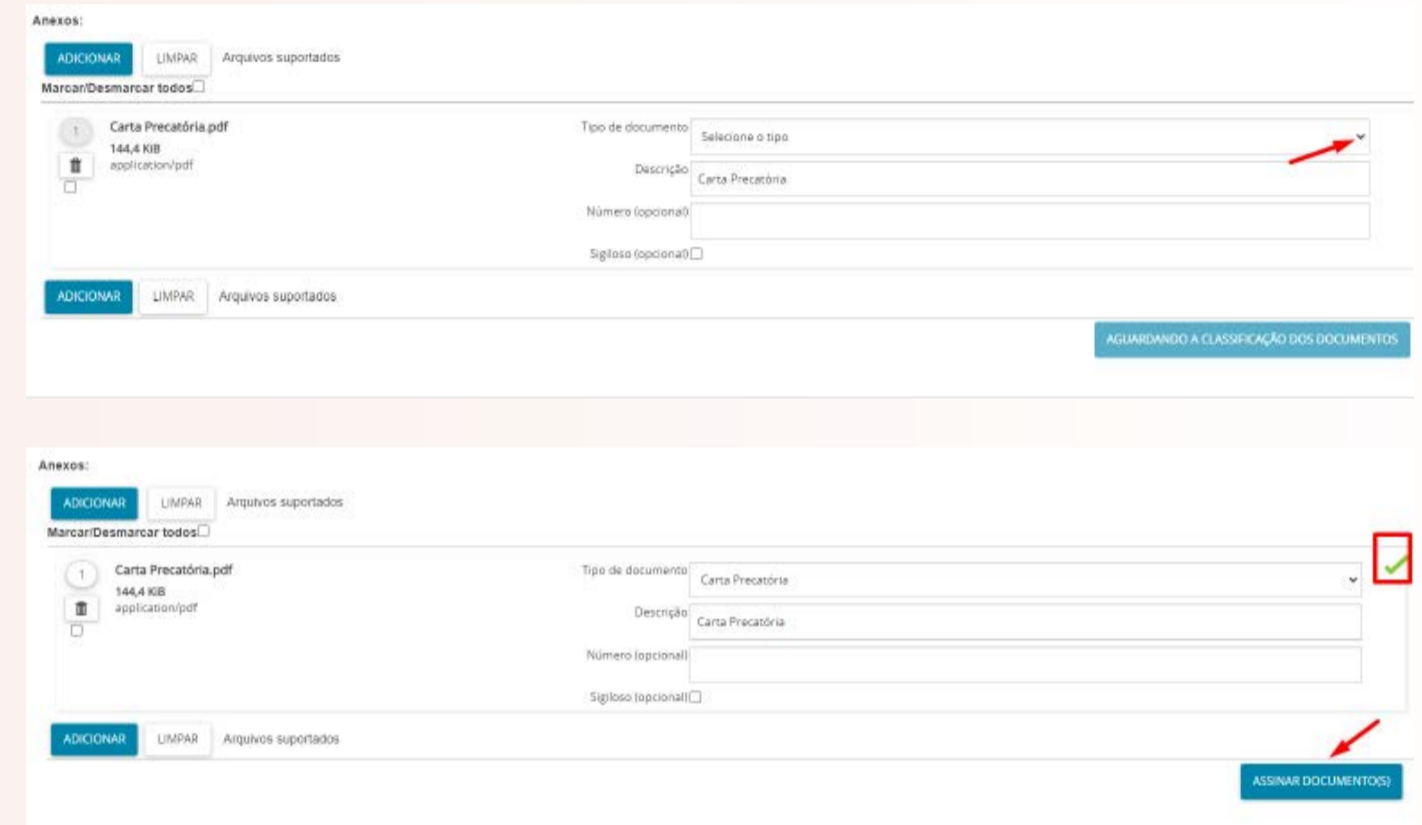 Anexos:
ADICIONAR LIMPAR Arquivos suportados
Marcar/Desmarcar todos
1 Carta Precatória.pdf
144,4 KiB
application/pdf
Tipo de documento Selecione o tipo
Descrição Carta Precatória
Número (opcional)
Sigiloso (opcional)
ADICIONAR LIMPAR Arquivos suportados
AGUARDANDO A CLASSIFICAÇÃO DOS DOCUMENTOS
Anexos:
ADICIONAR LIMPAR Arquivos suportados
Marcar/Desmarcar todos
1 Carta Precatória.pdf
144,4 KiB
application/pdf
Tipo de documento Carta Precatória
Descrição Carta Precatória
Número (opcional)
Sigiloso (opcional)
ADICIONAR LIMPAR Arquivos suportados
ASSINAR DOCUMENTO(S)